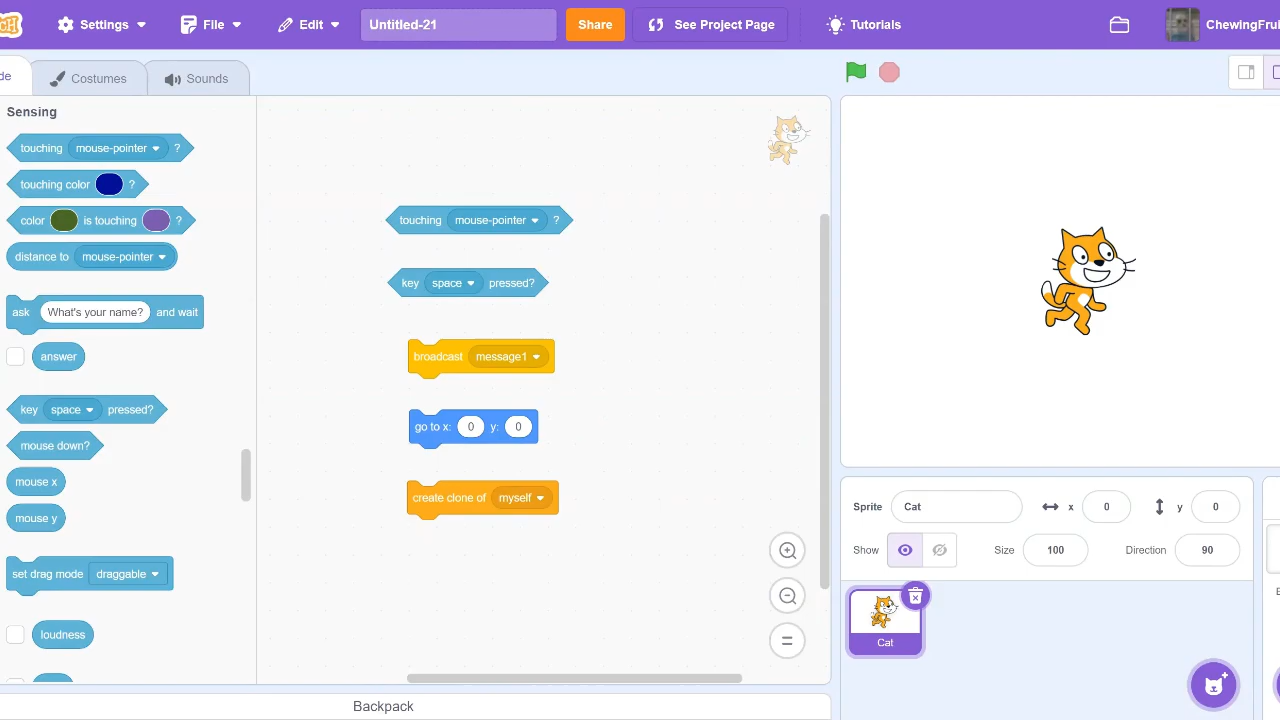 Settings File Edit Untitled-21 Share See Project Page Tutorials
Costumes Sounds
Sensing
touching mouse-pointer ?
touching color ?
color is touching ?
distance to mouse-pointer
ask What's your name? and wait
answer
key space pressed?
mouse down?
mouse x
mouse y
set drag mode draggable
loudness
touching mouse-pointer ?
key space pressed?
broadcast message1
go to x: 0 y: 0
create clone of myself
Backpack
Sprite Cat x 0 y 0
Show Size 100 Direction 90
Cat